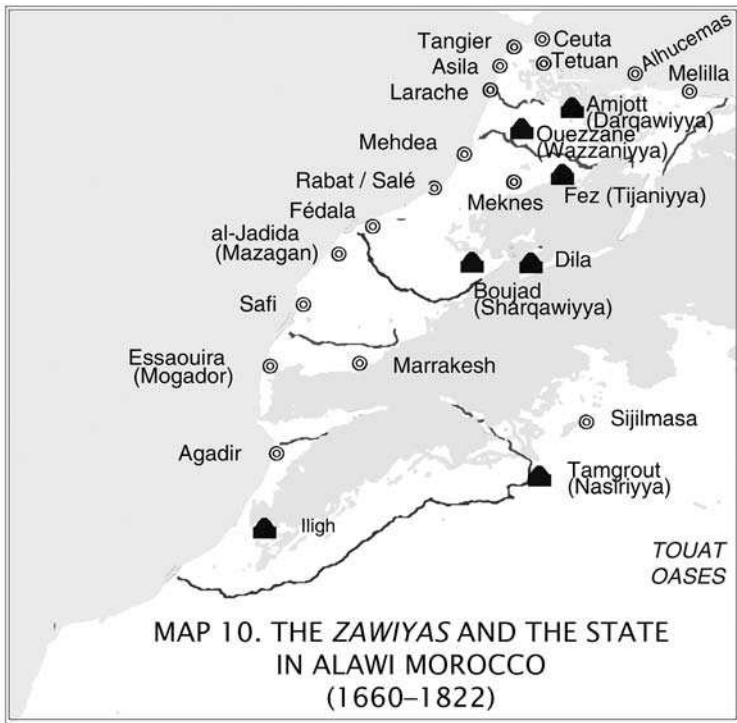 Tangier
Ceuta
Asila
Tetuan
Alhucemas
Larache
Melilla
Amjott
(Darqawiyya)
Ouezzane
(Wazzaniyya)
Mehdea
Rabat / Salé
Meknes
Fez (Tijaniyya)
Fédala
al-Jadida
(Mazagan)
Dila
Boujad
(Sharqawiyya)
Safi
Essaouira
(Mogador)
Marrakesh
Sijilmasa
Agadir
Tamgrout
(Nasiriyya)
Iligh
TOUAT
OASES
MAP 10. THE ZAWIYAS AND THE STATE
IN ALAWI MOROCCO
(1660–1822)